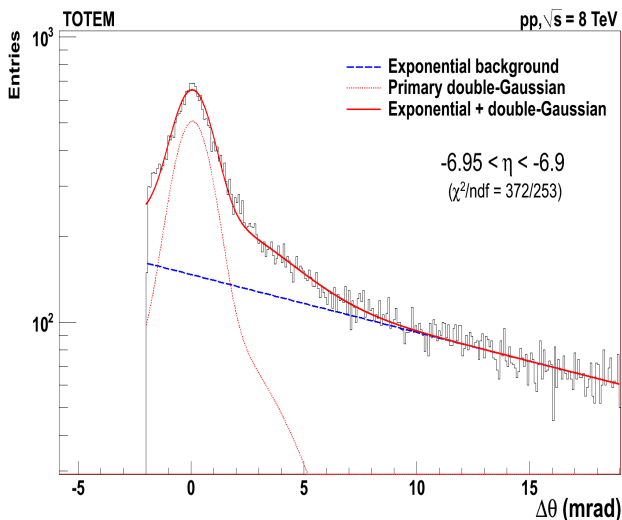 TOTEM pp, √s = 8 TeV
10³
Entries
Exponential background
Primary double-Gaussian
Exponential + double-Gaussian
-6.95 < η < -6.9
(χ²/ndf = 372/253)
10²
-5 0 5 10 15
Δθ (mrad)